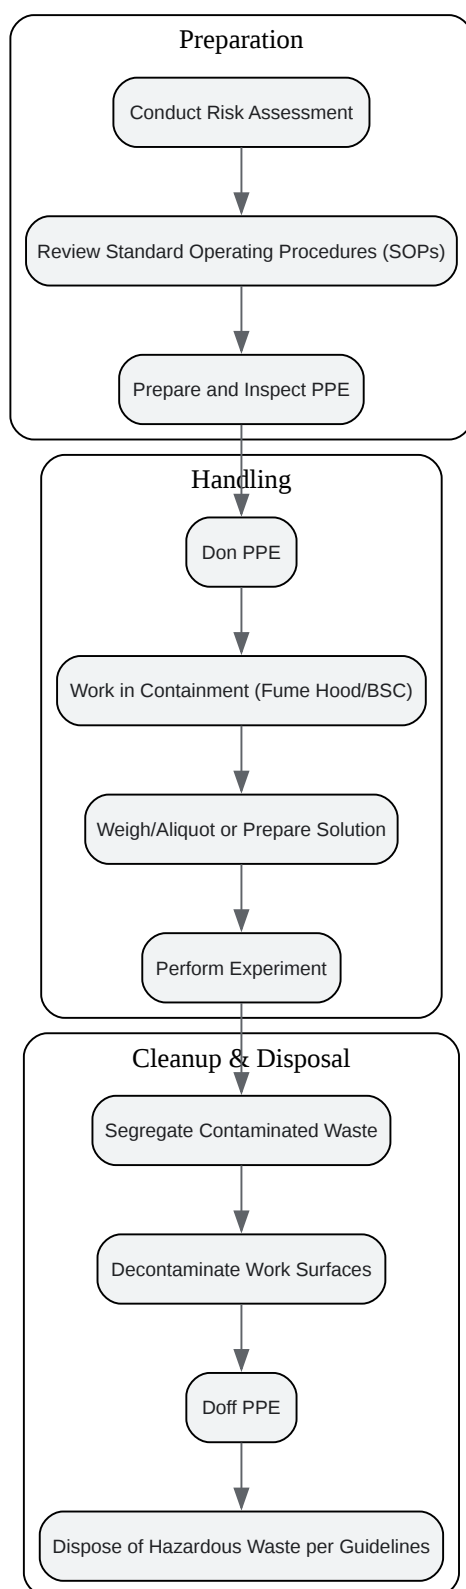 Preparation
Conduct Risk Assessment
Review Standard Operating Procedures (SOPs)
Prepare and Inspect PPE
Handling
Don PPE
Work in Containment (Fume Hood/BSC)
Weigh/Aliquot or Prepare Solution
Perform Experiment
Cleanup & Disposal
Segregate Contaminated Waste
Decontaminate Work Surfaces
Doff PPE
Dispose of Hazardous Waste per Guidelines